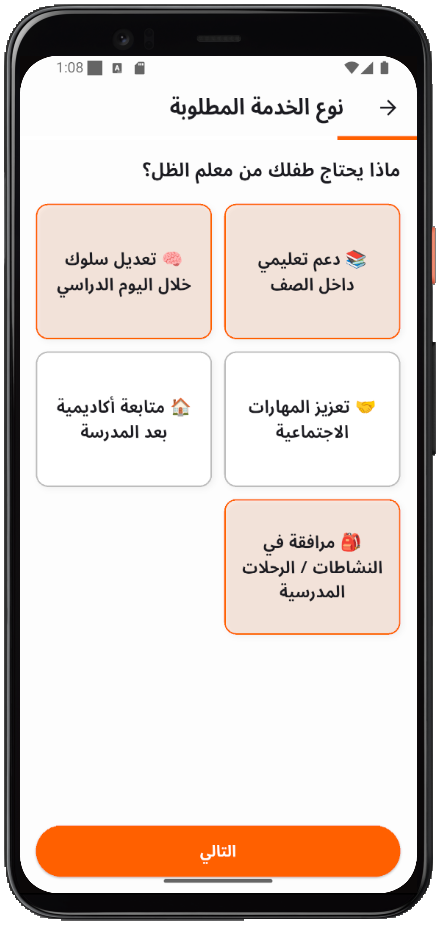 1:08
نوع الخدمة المطلوبة
ماذا يحتاج طفلك من معلم الظل؟
📚 دعم تعليمي
داخل الصف
🧠 تعديل سلوك
خلال اليوم الدراسي
🤝 تعزيز المهارات
الاجتماعية
🏠 متابعة أكاديمية
بعد المدرسة
🎒 مرافقة في
النشاطات / الرحلات
المدرسية
التالي